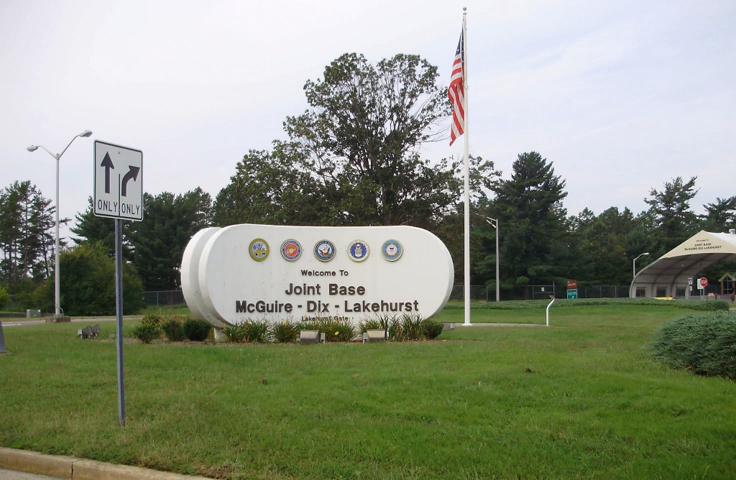 ONLY ONLY
Welcome To
Joint Base
McGuire - Dix - Lakehurst
Lakehurst Gate